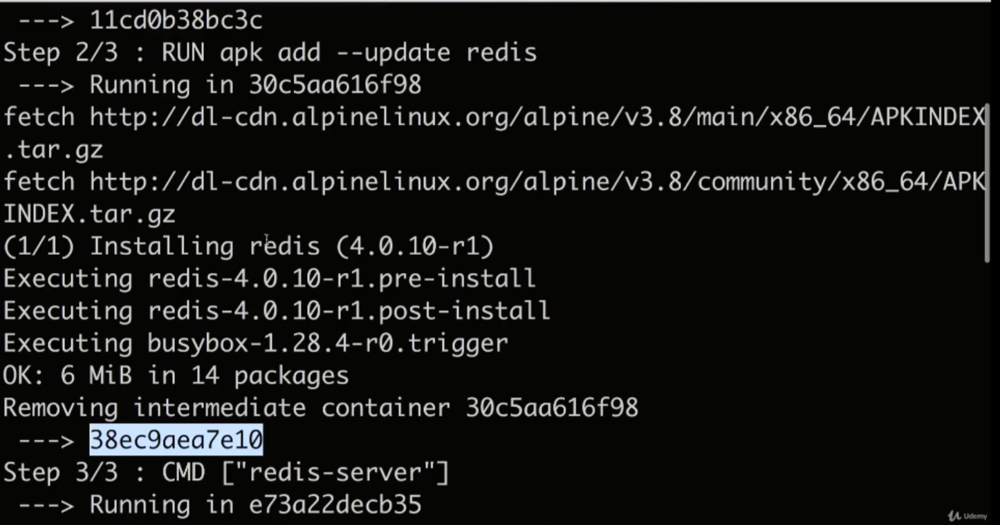 ---> 11cd0b38bc3c
Step 2/3 : RUN apk add --update redis
---> Running in 30c5aa616f98
fetch http://dl-cdn.alpinelinux.org/alpine/v3.8/main/x86_64/APKINDEX
.tar.gz
fetch http://dl-cdn.alpinelinux.org/alpine/v3.8/community/x86_64/APK
INDEX.tar.gz
(1/1) Installing redis (4.0.10-r1)
Executing redis-4.0.10-r1.pre-install
Executing redis-4.0.10-r1.post-install
Executing busybox-1.28.4-r0.trigger
OK: 6 MiB in 14 packages
Removing intermediate container 30c5aa616f98
---> 38ec9aea7e10
Step 3/3 : CMD ["redis-server"]
---> Running in e73a22decb35
Udemy